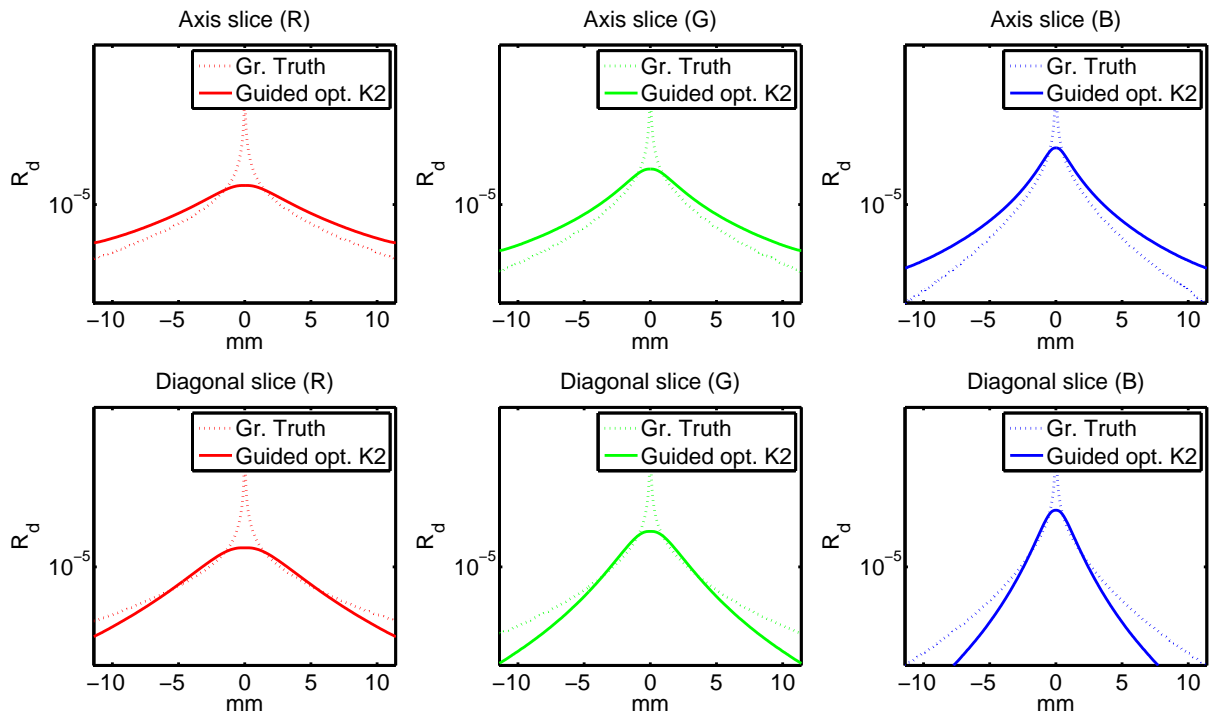 Axis slice (R)
Gr. Truth
Guided opt. K2
R_d
10^−5
−10 −5 0 5 10
mm
Axis slice (G)
Gr. Truth
Guided opt. K2
R_d
10^−5
−10 −5 0 5 10
mm
Axis slice (B)
Gr. Truth
Guided opt. K2
R_d
10^−5
−10 −5 0 5 10
mm
Diagonal slice (R)
Gr. Truth
Guided opt. K2
R_d
10^−5
−10 −5 0 5 10
mm
Diagonal slice (G)
Gr. Truth
Guided opt. K2
R_d
10^−5
−10 −5 0 5 10
mm
Diagonal slice (B)
Gr. Truth
Guided opt. K2
R_d
10^−5
−10 −5 0 5 10
mm